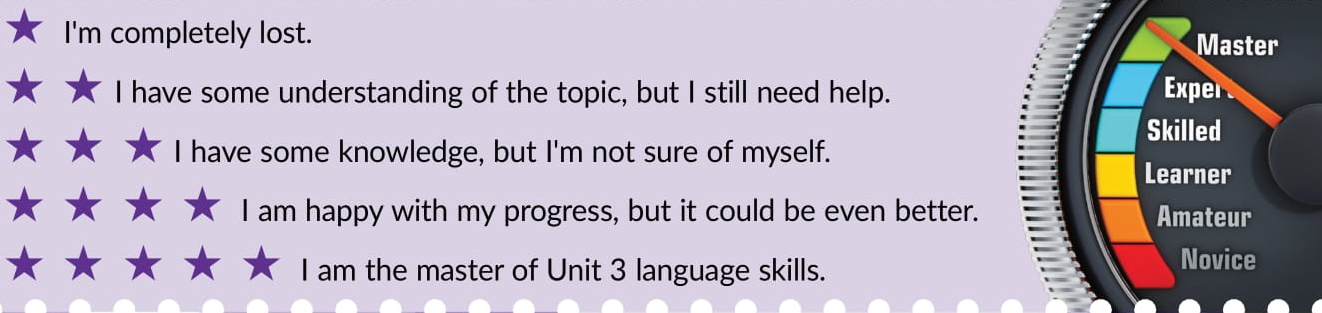 I'm completely lost.
I have some understanding of the topic, but I still need help.
I have some knowledge, but I'm not sure of myself.
I am happy with my progress, but it could be even better.
I am the master of Unit 3 language skills.
Master
Expert
Skilled
Learner
Amateur
Novice